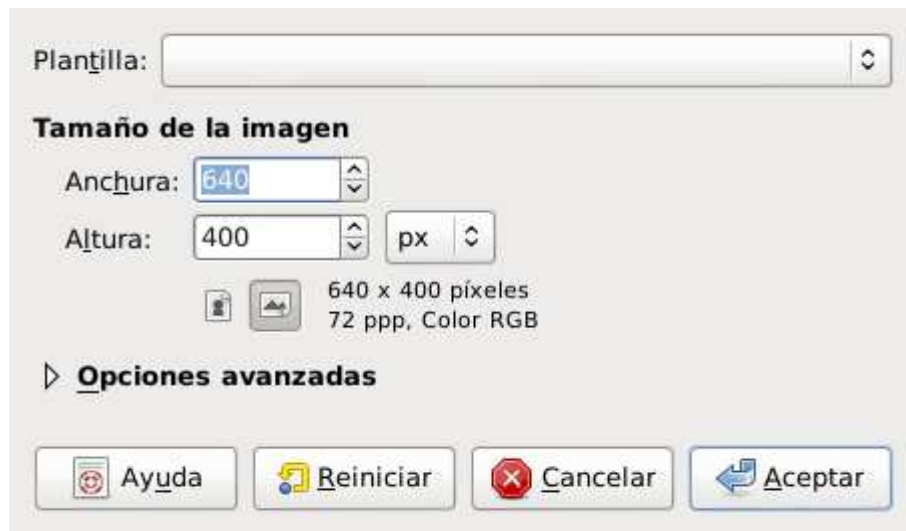 Plantilla:
Tamaño de la imagen
Anchura: 640
Altura: 400 px
640 x 400 píxeles
72 ppp, Color RGB
Opciones avanzadas
Ayuda Reiniciar Cancelar Aceptar